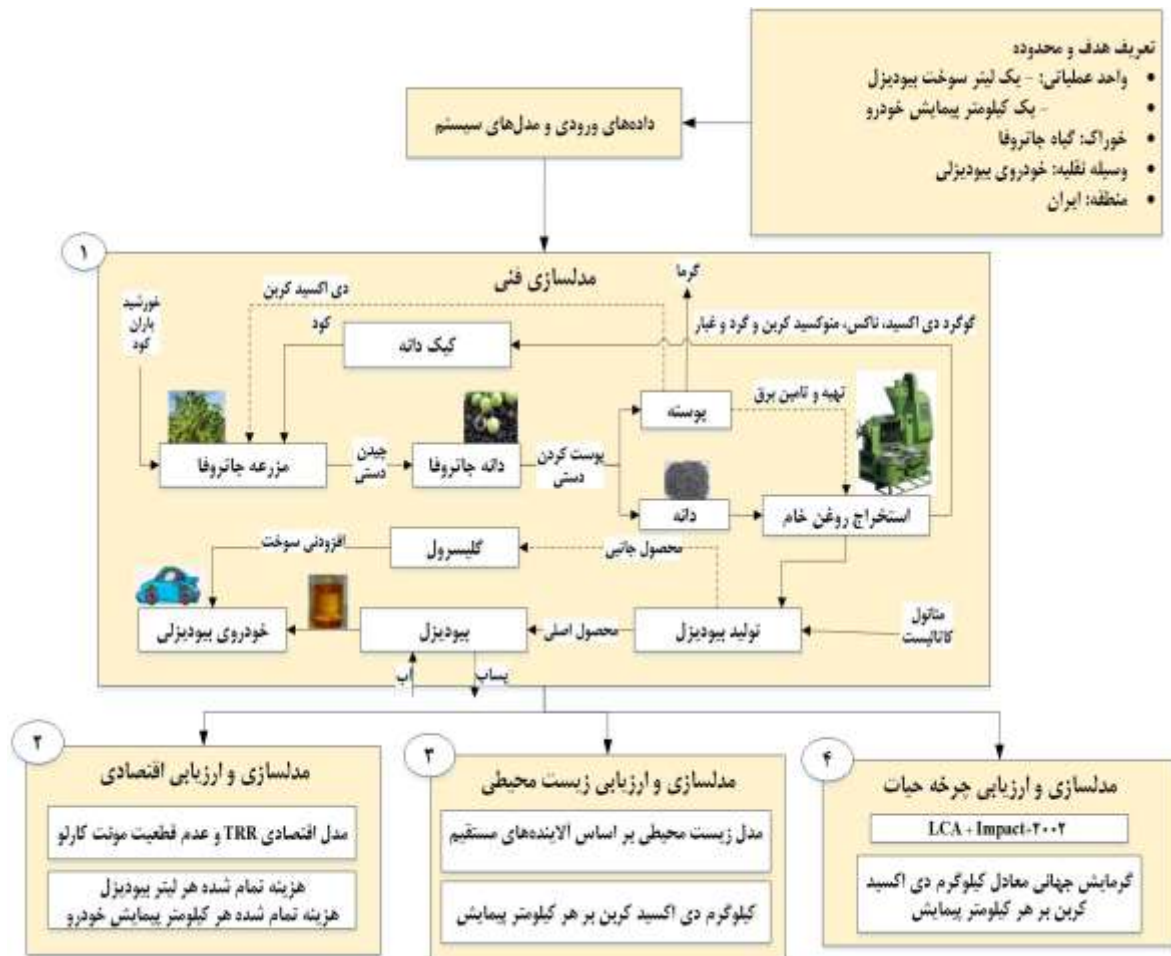 تعریف هدف و محدوده
• واحد عملیاتی: - یک لیتر سوخت بیودیزل
- یک کیلومتر پیمایش خودرو
• خوراک: گیاه جاتروفا
• وسیله نقلیه: خودروی بیودیزلی
• منطقه: ایران
داده‌های ورودی و مدل‌های سیستم
۱
مدلسازی فنی
خورشید
باران
کود
دی اکسید کربن
کود
کیک دانه
گرما
گوگرد دی اکسید، ناکس، منوکسید کربن و گرد و غبار
مزرعه جاتروفا
چیدن
دستی
دانه جاتروفا
پوست کردن
دستی
پوسته
تهیه و تامین برق
دانه
استخراج روغن خام
متانول
کاتالیست
تولید بیودیزل
محصول جانبی
گلیسرول
افزودنی سوخت
محصول اصلی
بیودیزل
خودروی بیودیزلی
آب
پساب
۲
مدلسازی و ارزیابی اقتصادی
مدل اقتصادی TRR و عدم قطعیت مونت کارلو
هزینه تمام شده هر لیتر بیودیزل
هزینه تمام شده هر کیلومتر پیمایش خودرو
۳
مدلسازی و ارزیابی زیست محیطی
مدل زیست محیطی بر اساس آلاینده‌های مستقیم
کیلوگرم دی اکسید کربن بر هر کیلومتر پیمایش
۴
مدلسازی و ارزیابی چرخه حیات
LCA + Impact-۲۰۰۲
گرمایش جهانی معادل کیلوگرم دی اکسید
کربن بر هر کیلومتر پیمایش